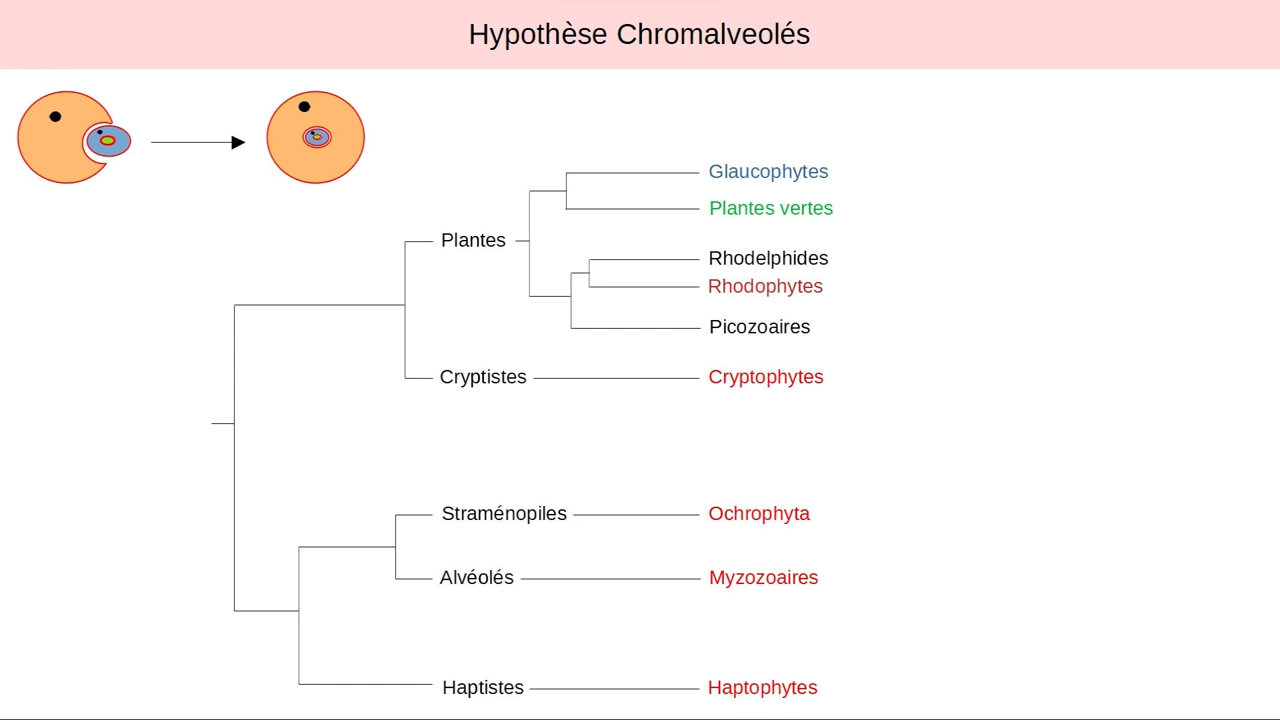 Hypothèse Chromalveolés
Glaucophytes
Plantes vertes
Plantes
Rhodelphides
Rhodophytes
Picozoaires
Cryptistes
Cryptophytes
Straménopiles
Ochrophyta
Alvéolés
Myzozoaires
Haptistes
Haptophytes